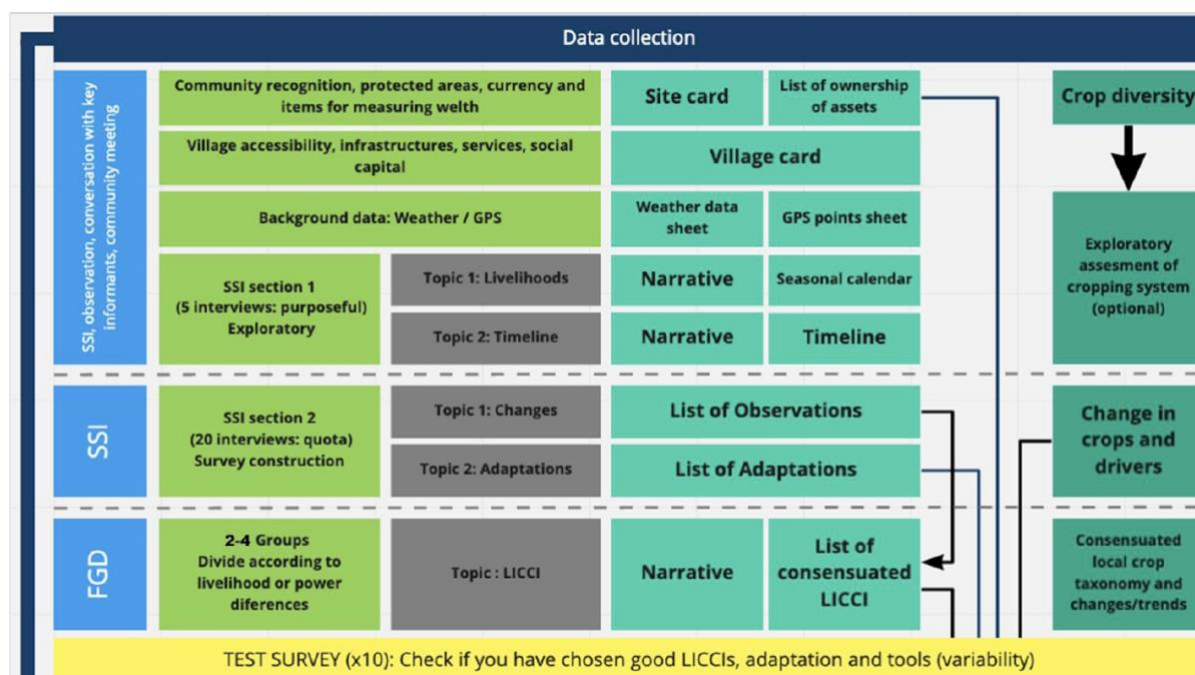 Data collection
SSI, observation, conversation with key
informants, community meeting
Community recognition, protected areas, currency and
items for measuring welth
Site card
List of ownership
of assets
Crop diversity
Village accessibility, infrastructures, services, social
capital
Village card
Background data: Weather / GPS
Weather data
sheet
GPS points sheet
Exploratory
assesment of
cropping system
(optional)
SSI section 1
(5 interviews: purposeful)
Exploratory
Topic 1: Livelihoods
Narrative
Seasonal calendar
Topic 2: Timeline
Narrative
Timeline
SSI
SSI section 2
(20 interviews: quota)
Survey construction
Topic 1: Changes
List of Observations
Topic 2: Adaptations
List of Adaptations
Change in
crops and
drivers
FGD
2-4 Groups
Divide according to
livelihood or power
diferences
Topic : LICCI
Narrative
List of
consensuated
LICCI
Consensuated
local crop
taxonomy and
changes/trends
TEST SURVEY (x10): Check if you have chosen good LICCIs, adaptation and tools (variability)